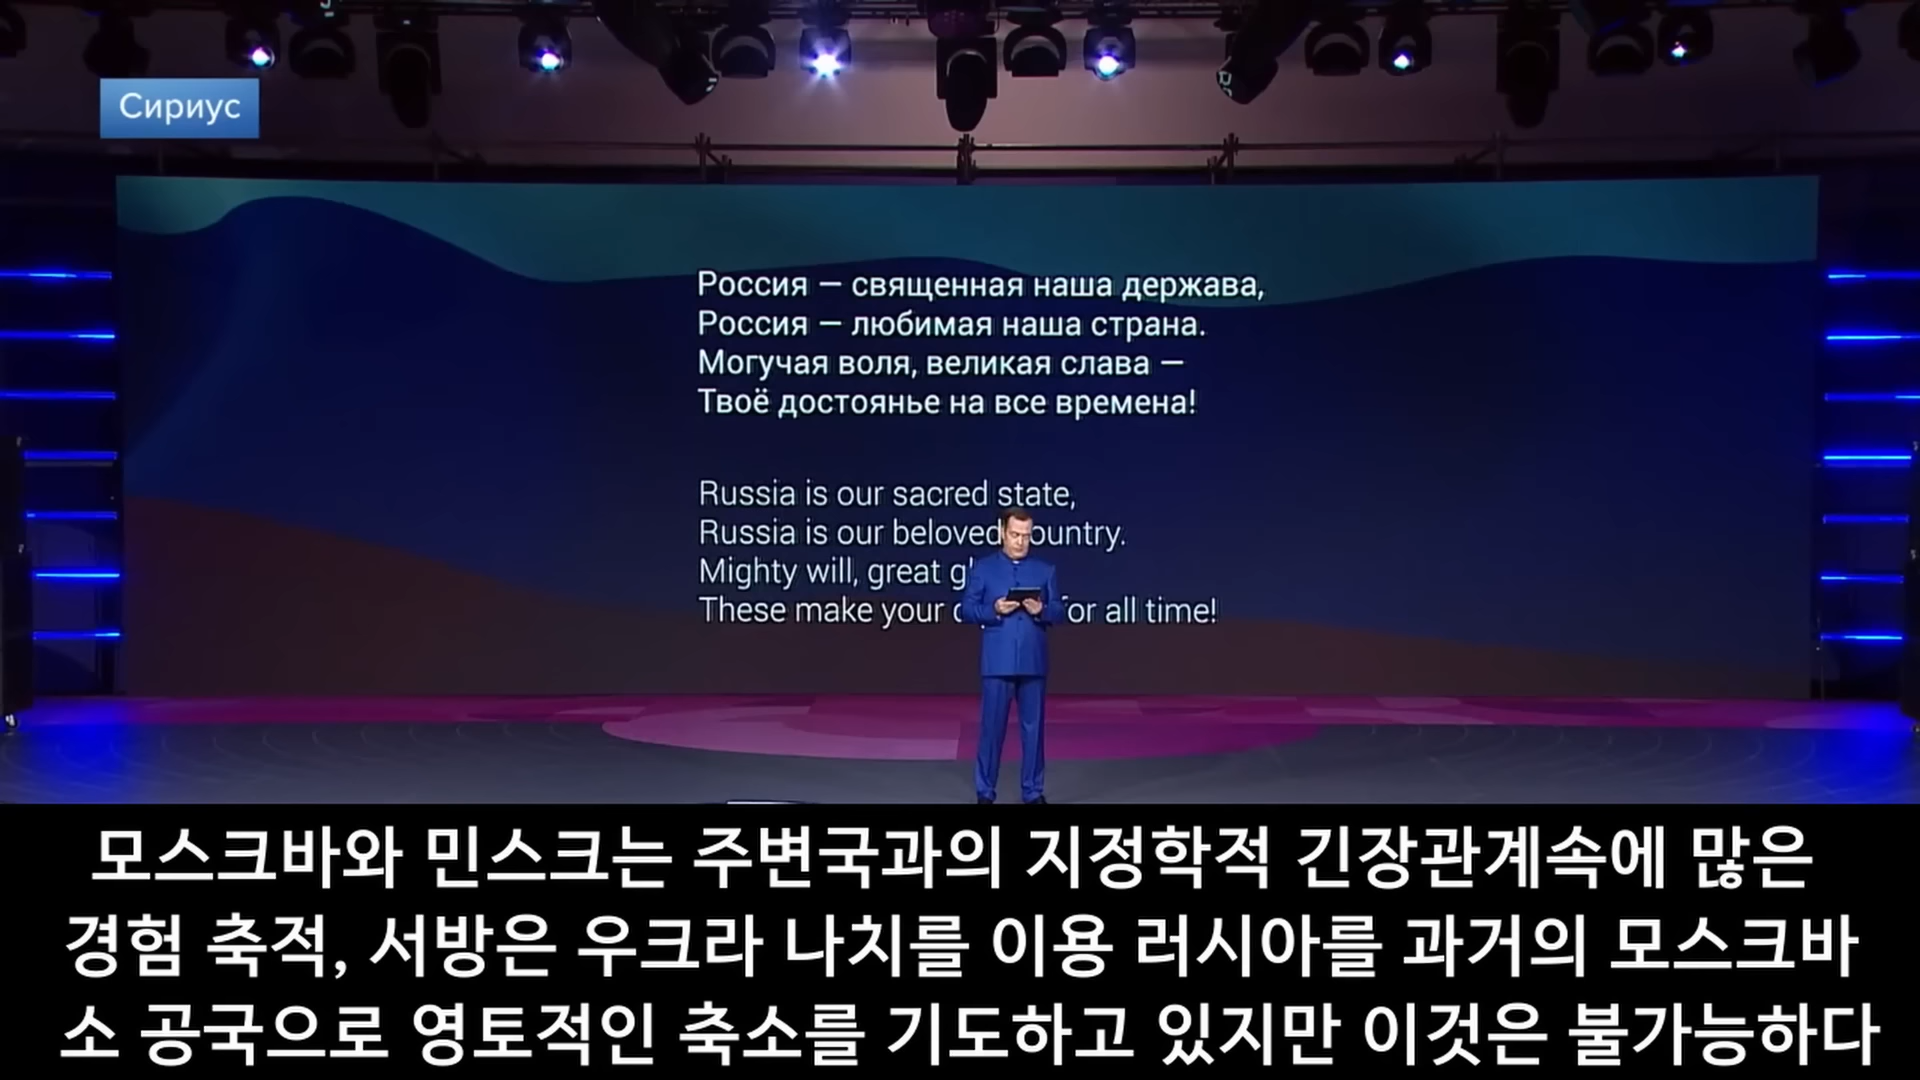 Сириус
Россия — священная наша держава,
Россия — любимая наша страна.
Могучая воля, великая слава —
Твоё достоянье на все времена!
Russia is our sacred state,
Russia is our beloved country.
Mighty will, great
These make your for all time!
모스크바와 민스크는 주변국과의 지정학적 긴장관계속에 많은
경험 축적, 서방은 우크라 나치를 이용 러시아를 과거의 모스크바
소 공국으로 영토적인 축소를 기도하고 있지만 이것은 불가능하다